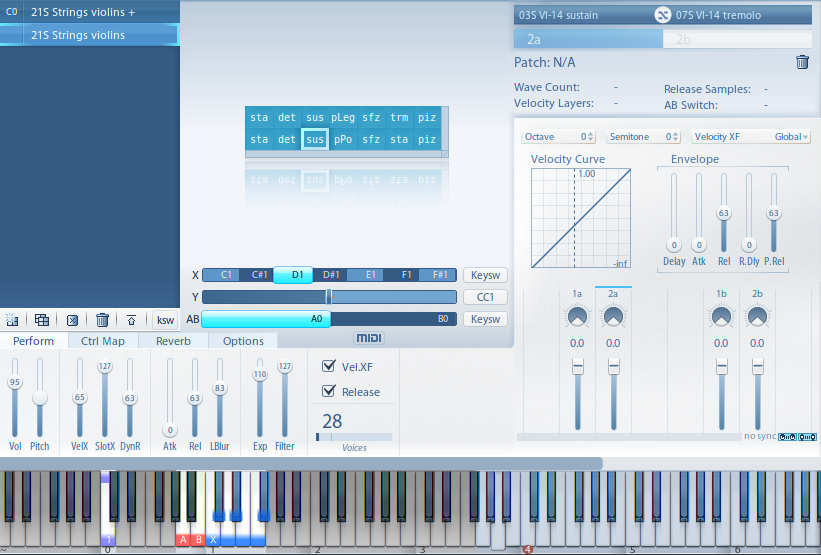 C0 21S Strings violins +
21S Strings violins
03S VI-14 sustain 07S VI-14 tremolo
2a 2b
Patch: N/A
Wave Count: - Release Samples: -
Velocity Layers: - AB Switch: -
sta det sus pLeg sfz trm piz
sta det sus pPo sfz sta piz
Octave 0 Semitone 0 Velocity XF Global
Velocity Curve Envelope
1.00
-inf
63 63
0 0 0
Delay Atk Rel R.Dly P.Rel
X C1 C#1 D1 D#1 E1 F1 F#1 Keysw
Y CC1
AB A0 B0 Keysw
1a 2a 1b 2b
0.0 0.0 0.0 0.0
ksw
MIDI
Perform Ctrl Map Reverb Options
95 65 127 63 0 63 83 110 127
Vol Pitch VelX SlotX DynR Atk Rel LBlur Exp Filter
Vel.XF
Release
28
Voices
no sync
1 A B X
~ 0 1 2 3 4 5 6